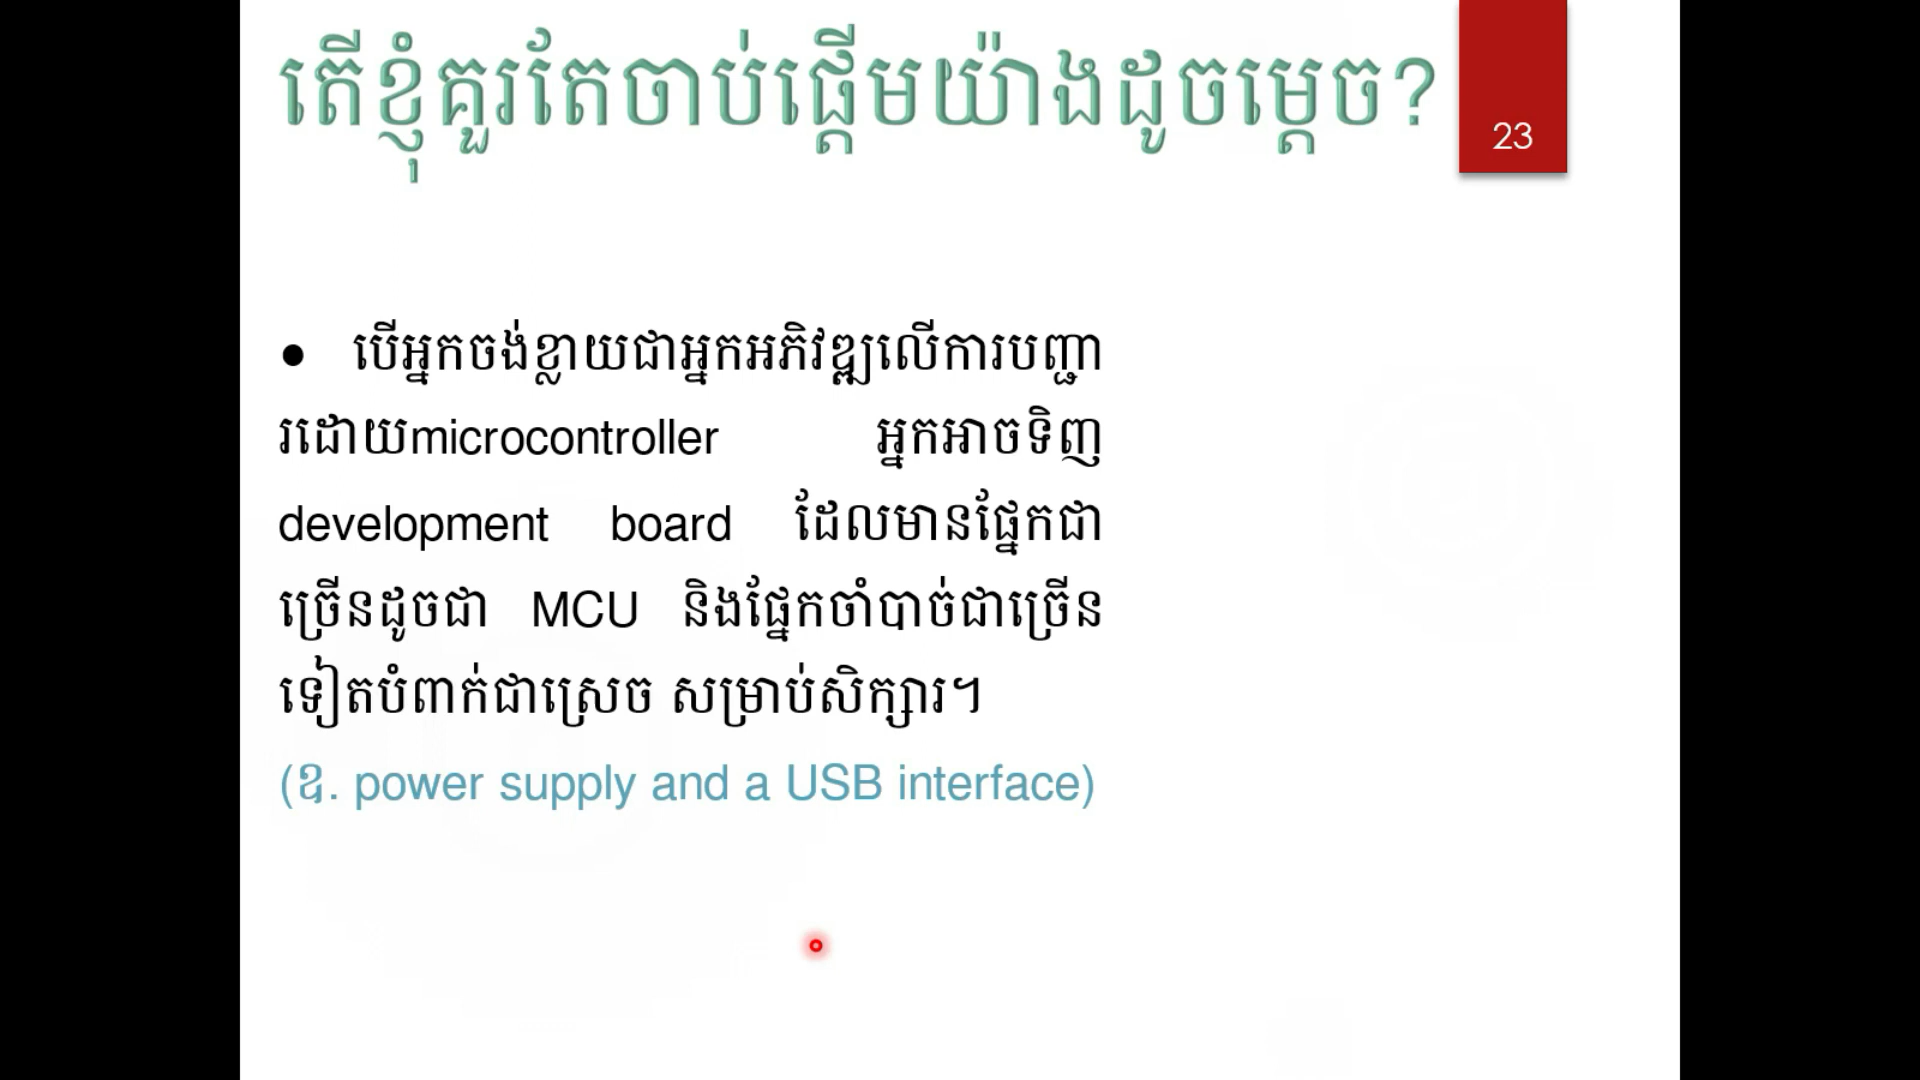 តើខ្ញុំគួរតែចាប់ផ្ដើមយ៉ាងដូចម្ដេច?
23
● បើអ្នកចង់ខ្លាយជាអ្នកអភិវឌ្ឍលើការបញ្ជា
រដោយmicrocontroller អ្នកអាចទិញ
development board ដែលមានផ្នែកជា
ច្រើនដូចជា MCU និងផ្នែកចាំបាច់ជាច្រើន
ទៀតបំពាក់ជាស្រេច សម្រាប់សិក្សារ។
(ឧ. power supply and a USB interface)